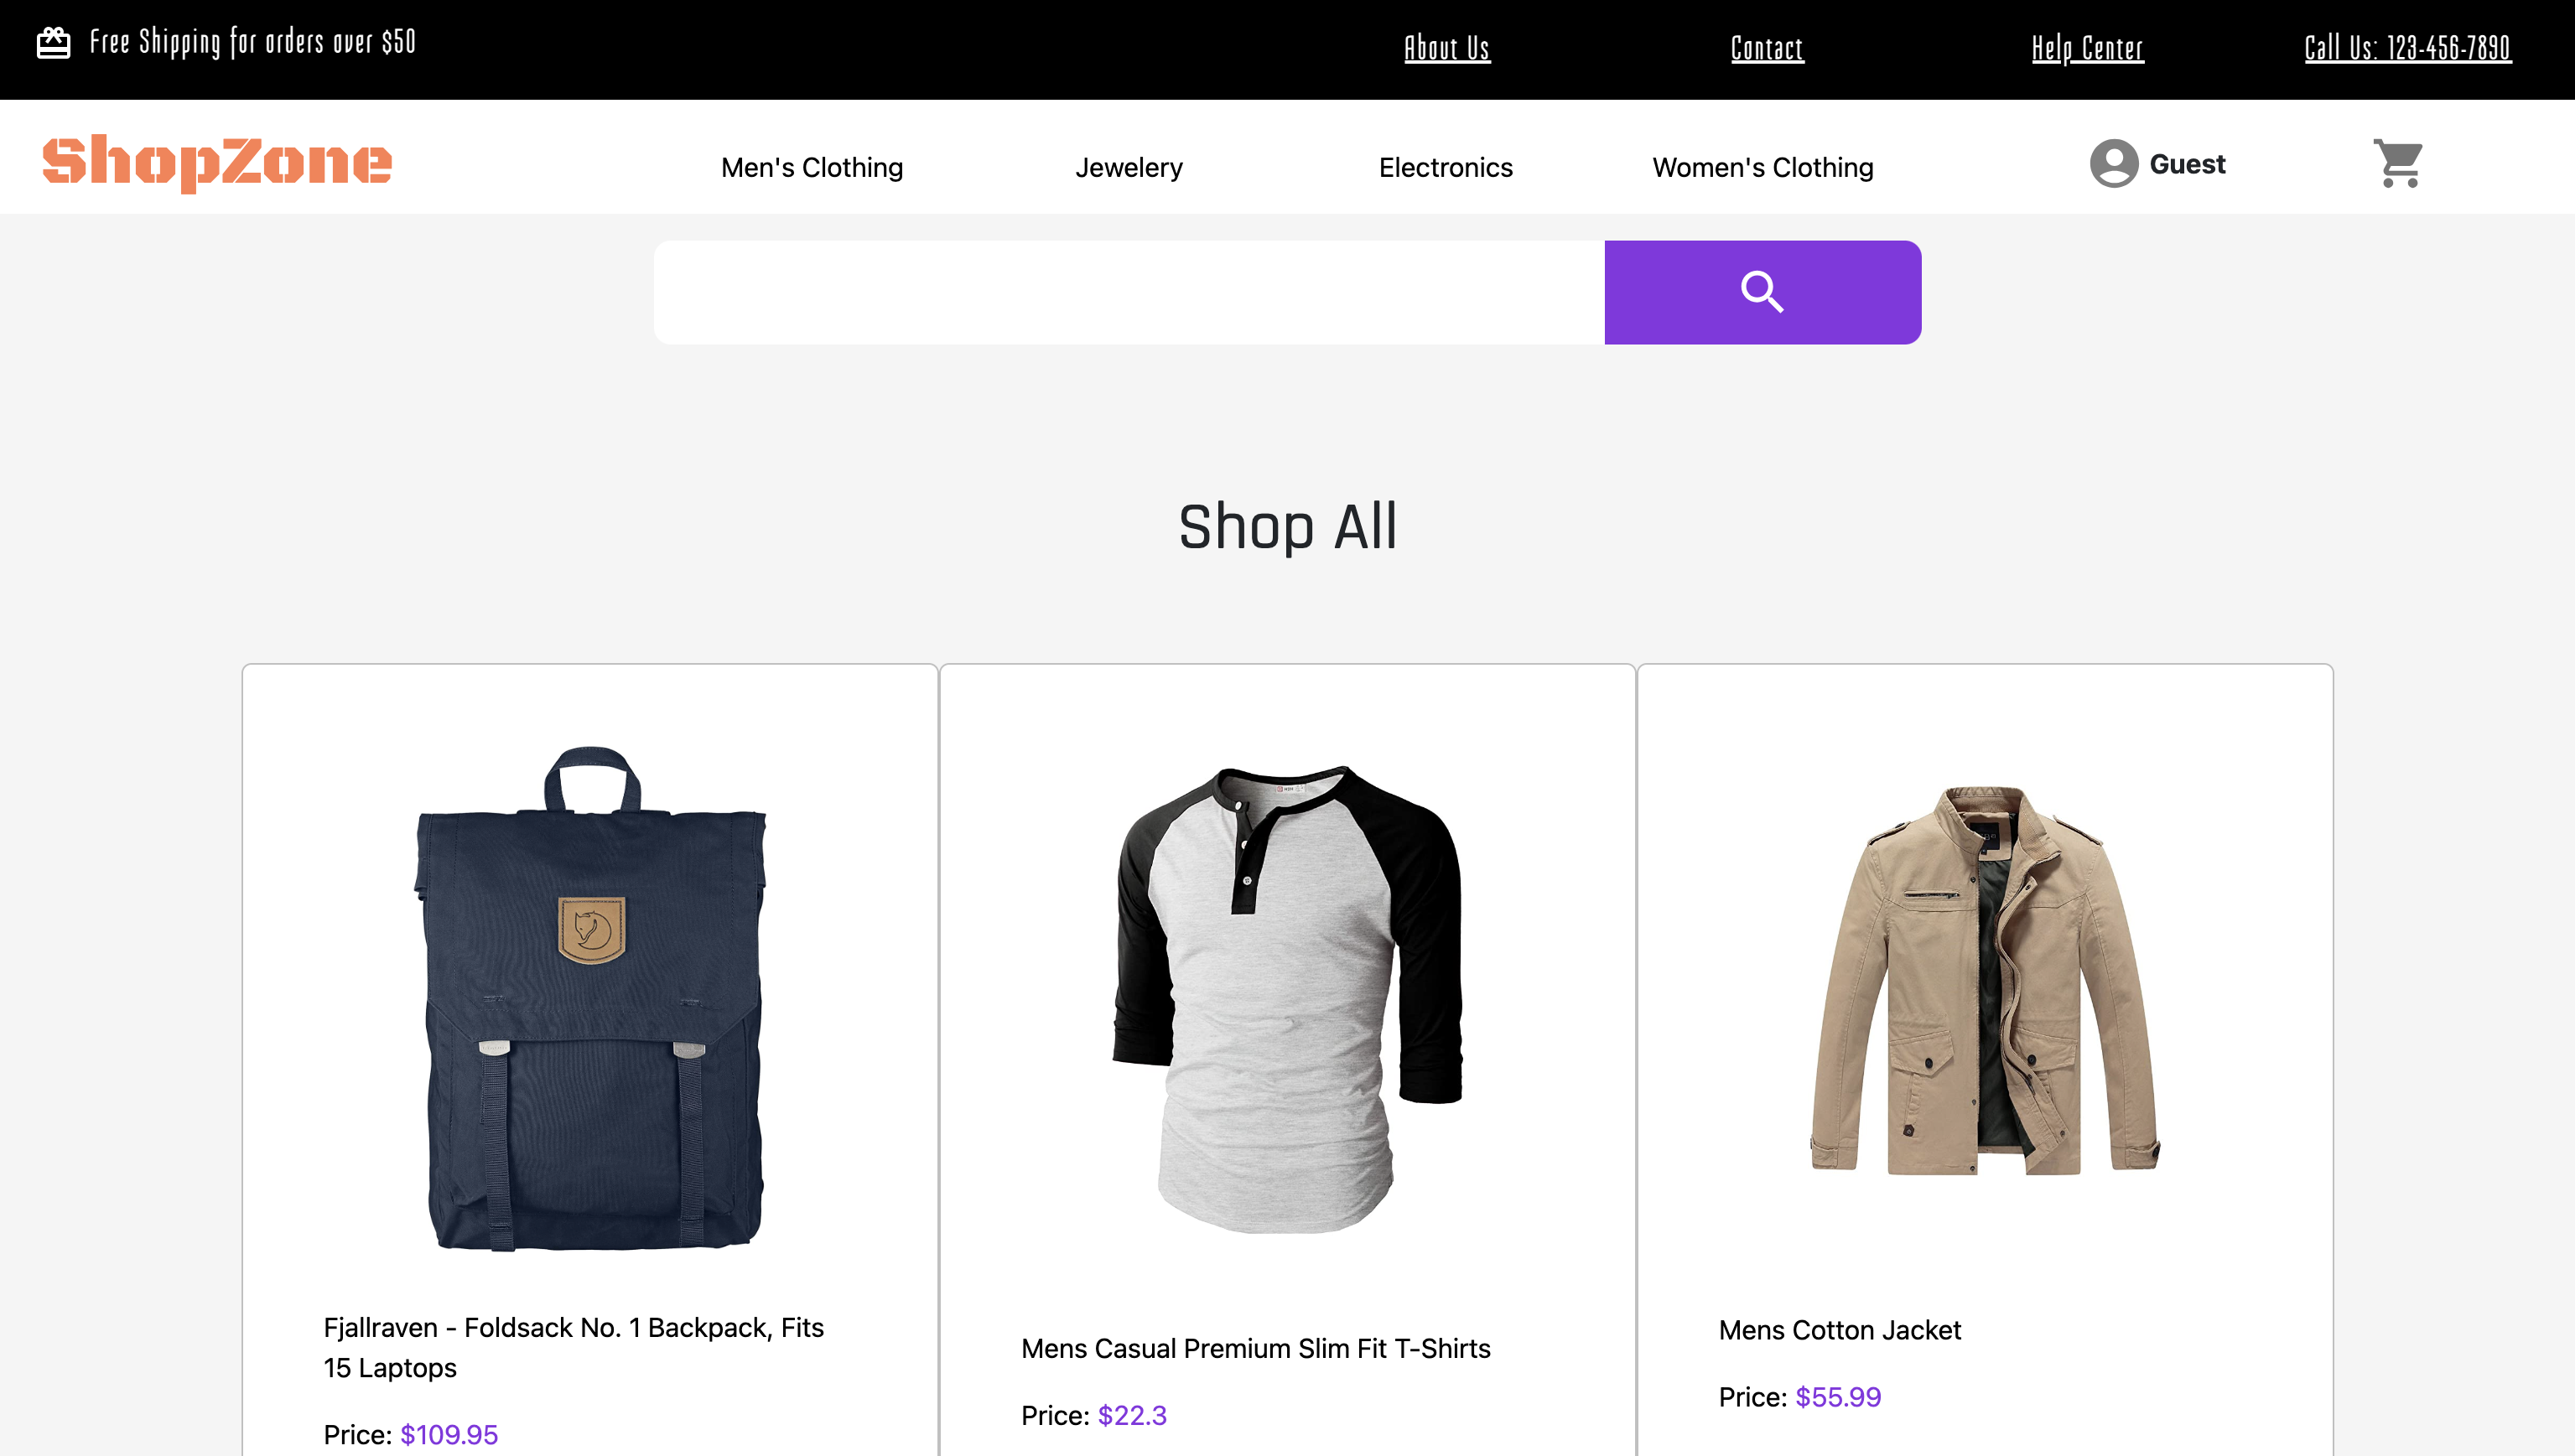 Free Shipping for orders over $50
About Us
Contact
Help Center
Call Us: 123-456-7890
ShopZone
Men's Clothing
Jewelery
Electronics
Women's Clothing
Guest
Shop All
Fjallraven - Foldsack No. 1 Backpack, Fits
15 Laptops
Price: $109.95
Mens Casual Premium Slim Fit T-Shirts
Price: $22.3
Mens Cotton Jacket
Price: $55.99